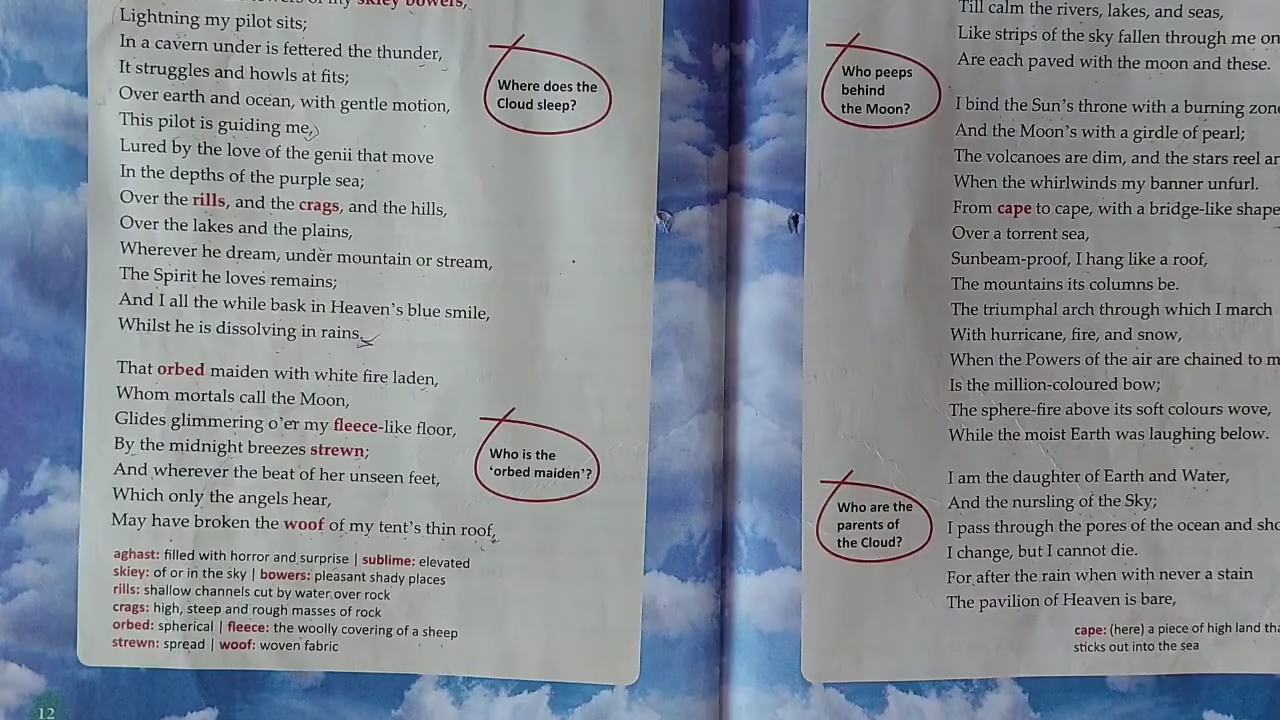 skiey bowers,
Lightning my pilot sits;
In a cavern under is fettered the thunder,
It struggles and howls at fits;
Over earth and ocean, with gentle motion,
This pilot is guiding me,
Lured by the love of the genii that move
In the depths of the purple sea;
Over the rills, and the crags, and the hills,
Over the lakes and the plains,
Wherever he dream, under mountain or stream,
The Spirit he loves remains;
And I all the while bask in Heaven's blue smile,
Whilst he is dissolving in rains.
Where does the
Cloud sleep?
That orbed maiden with white fire laden,
Whom mortals call the Moon,
Glides glimmering o'er my fleece-like floor,
By the midnight breezes strewn;
And wherever the beat of her unseen feet,
Which only the angels hear,
May have broken the woof of my tent's thin roof,
Who is the
'orbed maiden'?
aghast: filled with horror and surprise | sublime: elevated
skiey: of or in the sky | bowers: pleasant shady places
rills: shallow channels cut by water over rock
crags: high, steep and rough masses of rock
orbed: spherical | fleece: the woolly covering of a sheep
strewn: spread | woof: woven fabric
12
Till calm the rivers, lakes, and seas,
Like strips of the sky fallen through me on
Are each paved with the moon and these.
Who peeps
behind
the Moon?
I bind the Sun's throne with a burning zon
And the Moon's with a girdle of pearl;
The volcanoes are dim, and the stars reel ar
When the whirlwinds my banner unfurl.
From cape to cape, with a bridge-like shape
Over a torrent sea,
Sunbeam-proof, I hang like a roof,
The mountains its columns be.
The triumphal arch through which I march
With hurricane, fire, and snow,
When the Powers of the air are chained to m
Is the million-coloured bow;
The sphere-fire above its soft colours wove,
While the moist Earth was laughing below.
Who are the
parents of
the Cloud?
I am the daughter of Earth and Water,
And the nursling of the Sky;
I pass through the pores of the ocean and sho
I change, but I cannot die.
For after the rain when with never a stain
The pavilion of Heaven is bare,
cape: (here) a piece of high land tha
sticks out into the sea